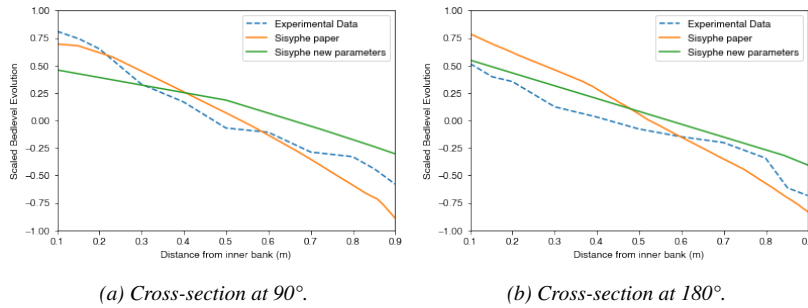 1.00
0.75
0.50
0.25
0.00
−0.25
−0.50
−0.75
−1.00
Scaled Bedlevel Evolution
Experimental Data
Sisyphe paper
Sisyphe new parameters
0.1 0.2 0.3 0.4 0.5 0.6 0.7 0.8 0.9
Distance from inner bank (m)
(a) Cross-section at 90°.
1.00
0.75
0.50
0.25
0.00
−0.25
−0.50
−0.75
−1.00
Scaled Bedlevel Evolution
Experimental Data
Sisyphe paper
Sisyphe new parameters
0.1 0.2 0.3 0.4 0.5 0.6 0.7 0.8 0.9
Distance from inner bank (m)
(b) Cross-section at 180°.